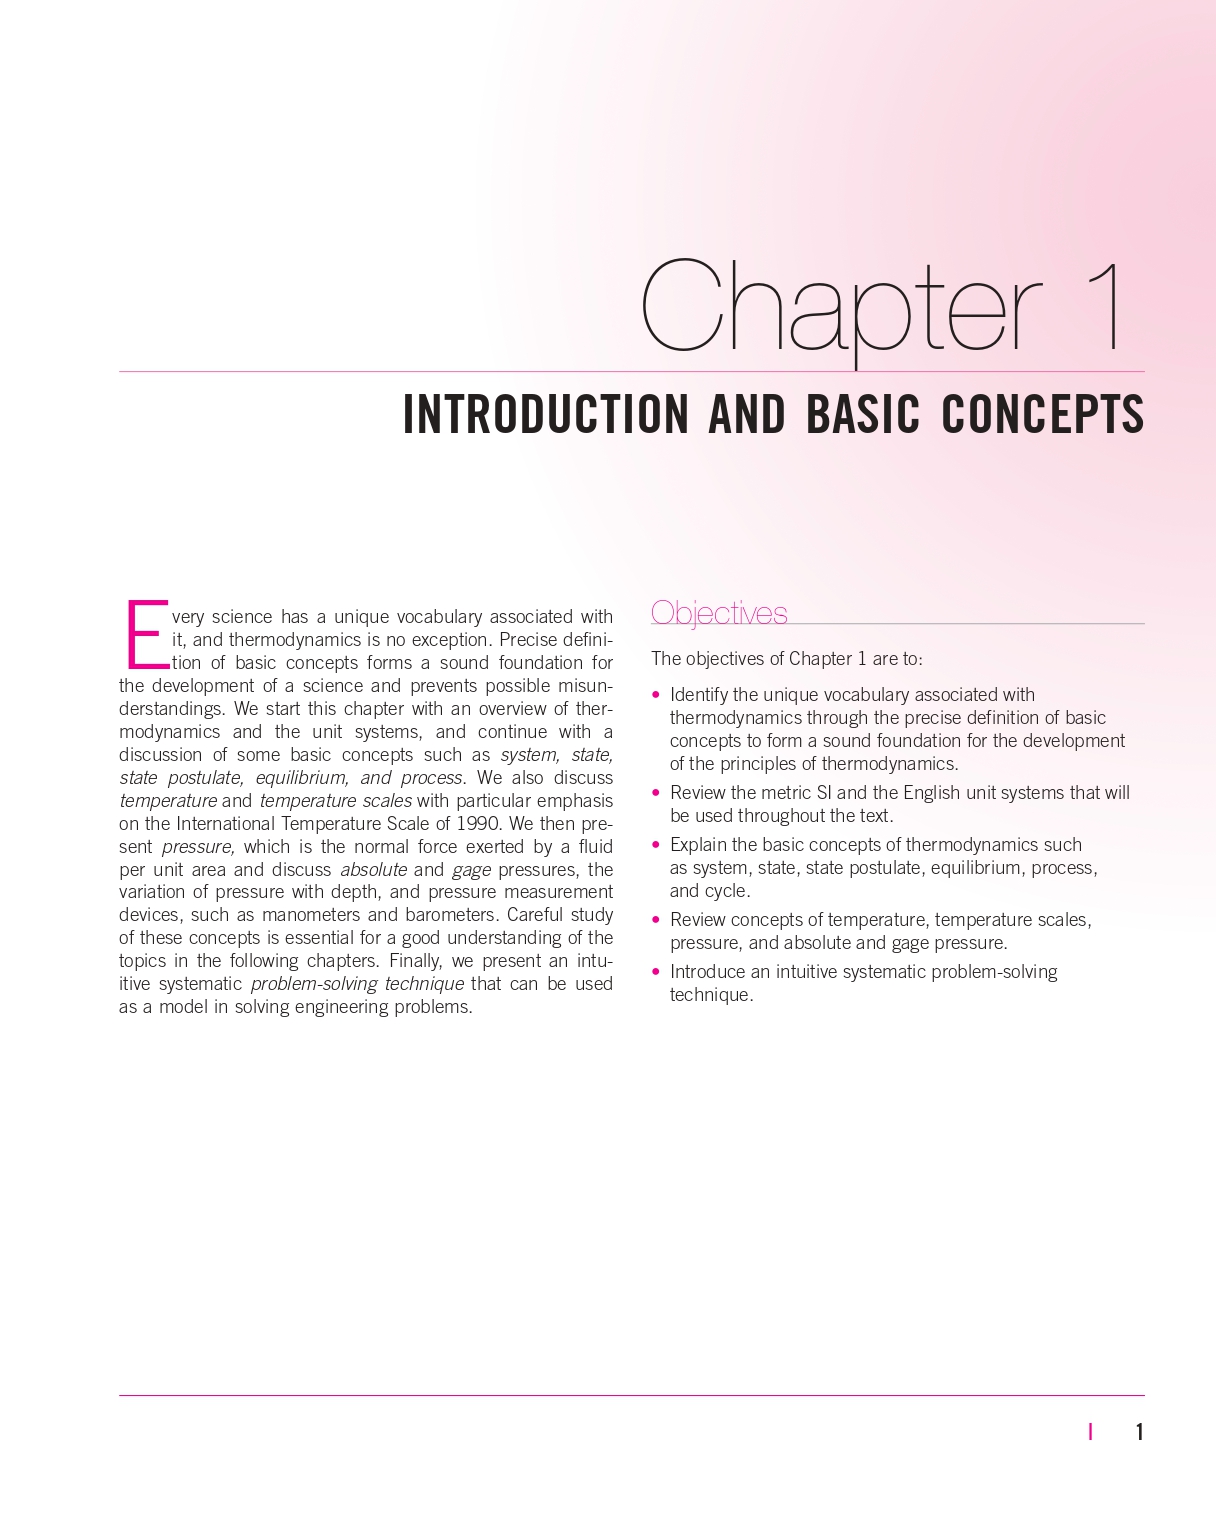 Chapter 1
INTRODUCTION AND BASIC CONCEPTS
Every science has a unique vocabulary associated with
it, and thermodynamics is no exception. Precise defini-
tion of basic concepts forms a sound foundation for
the development of a science and prevents possible misun-
derstandings. We start this chapter with an overview of ther-
modynamics and the unit systems, and continue with a
discussion of some basic concepts such as system, state,
state postulate, equilibrium, and process. We also discuss
temperature and temperature scales with particular emphasis
on the International Temperature Scale of 1990. We then pre-
sent pressure, which is the normal force exerted by a fluid
per unit area and discuss absolute and gage pressures, the
variation of pressure with depth, and pressure measurement
devices, such as manometers and barometers. Careful study
of these concepts is essential for a good understanding of the
topics in the following chapters. Finally, we present an intu-
itive systematic problem-solving technique that can be used
as a model in solving engineering problems.
Objectives
The objectives of Chapter 1 are to:
• Identify the unique vocabulary associated with
thermodynamics through the precise definition of basic
concepts to form a sound foundation for the development
of the principles of thermodynamics.
• Review the metric SI and the English unit systems that will
be used throughout the text.
• Explain the basic concepts of thermodynamics such
as system, state, state postulate, equilibrium, process,
and cycle.
• Review concepts of temperature, temperature scales,
pressure, and absolute and gage pressure.
• Introduce an intuitive systematic problem-solving
technique.
| 1